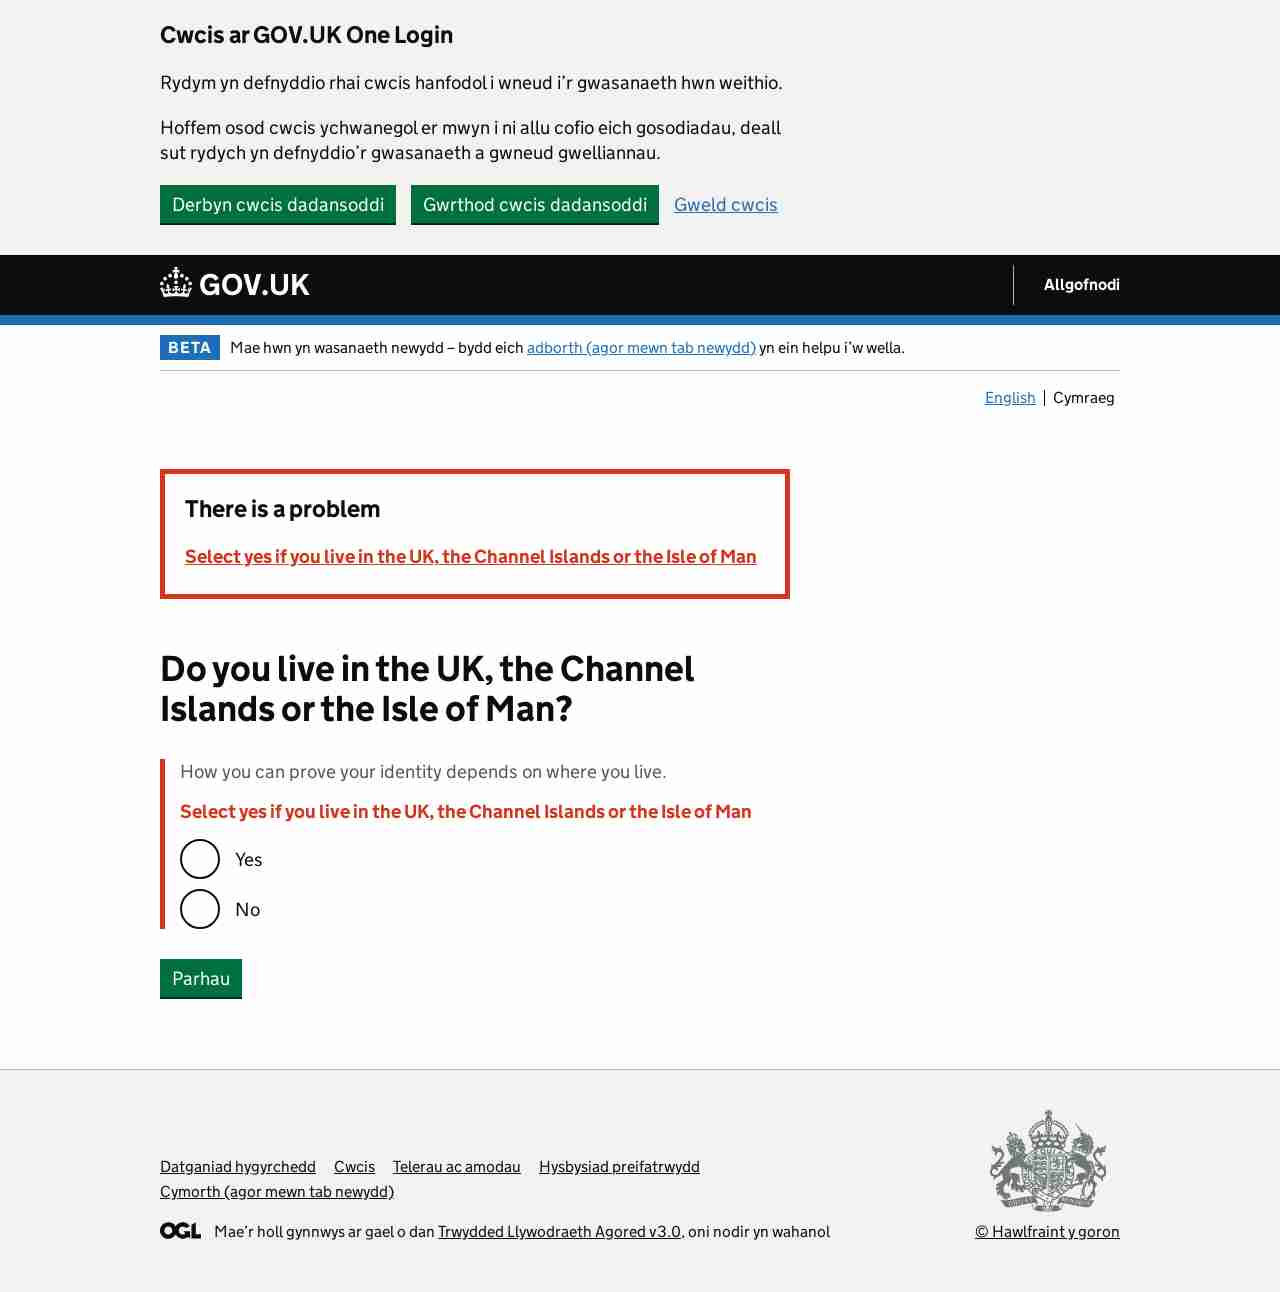 Cwcis ar GOV.UK One Login
Rydym yn defnyddio rhai cwcis hanfodol i wneud i’r gwasanaeth hwn weithio.
Hoffem osod cwcis ychwanegol er mwyn i ni allu cofio eich gosodiadau, deall
sut rydych yn defnyddio’r gwasanaeth a gwneud gwelliannau.
Derbyn cwcis dadansoddi Gwrthod cwcis dadansoddi Gweld cwcis
GOV.UK Allgofnodi
BETA Mae hwn yn wasanaeth newydd – bydd eich adborth (agor mewn tab newydd) yn ein helpu i’w wella.
English Cymraeg
There is a problem
Select yes if you live in the UK, the Channel Islands or the Isle of Man
Do you live in the UK, the Channel
Islands or the Isle of Man?
How you can prove your identity depends on where you live.
Select yes if you live in the UK, the Channel Islands or the Isle of Man
Yes
No
Parhau
Datganiad hygyrchedd Cwcis Telerau ac amodau Hysbysiad preifatrwydd
Cymorth (agor mewn tab newydd)
OGL Mae’r holl gynnwys ar gael o dan Trwydded Llywodraeth Agored v3.0, oni nodir yn wahanol
© Hawlfraint y goron